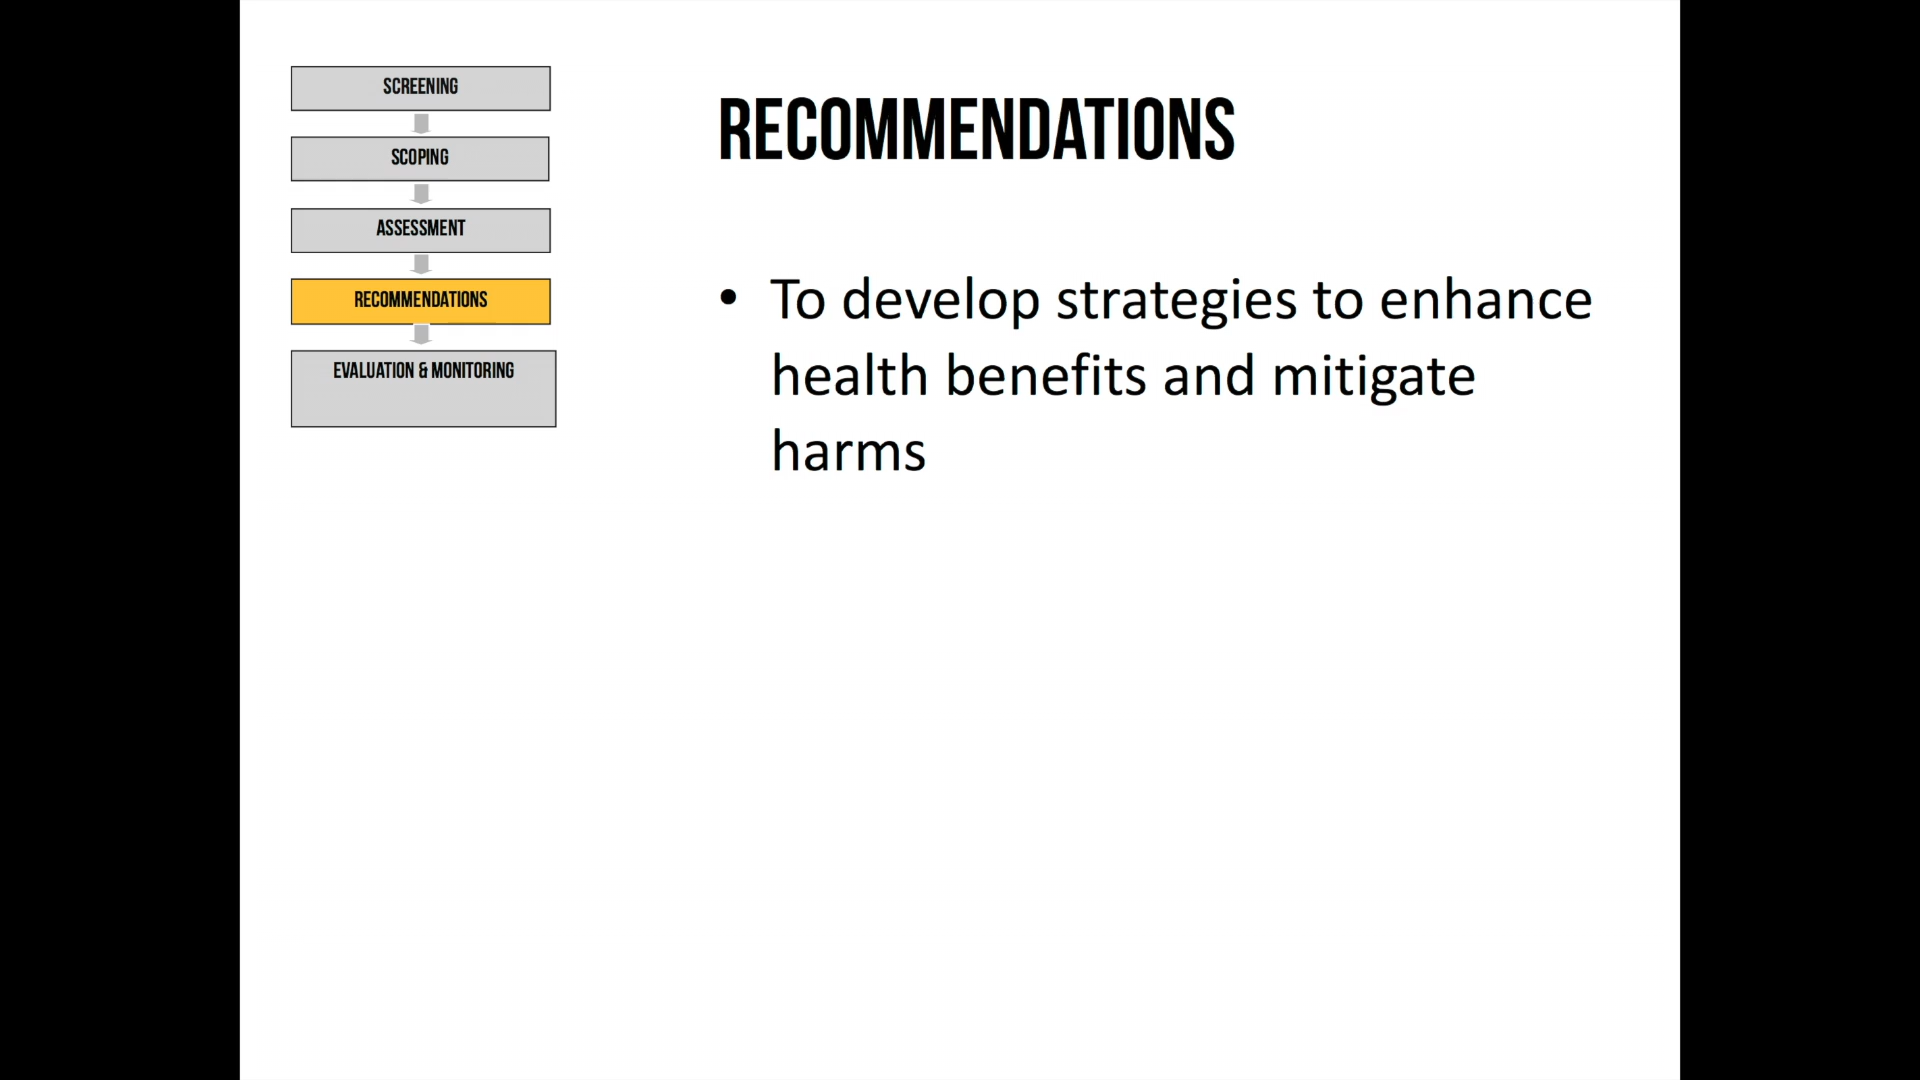 SCREENING
SCOPING
ASSESSMENT
RECOMMENDATIONS
EVALUATION & MONITORING
RECOMMENDATIONS
• To develop strategies to enhance
health benefits and mitigate
harms